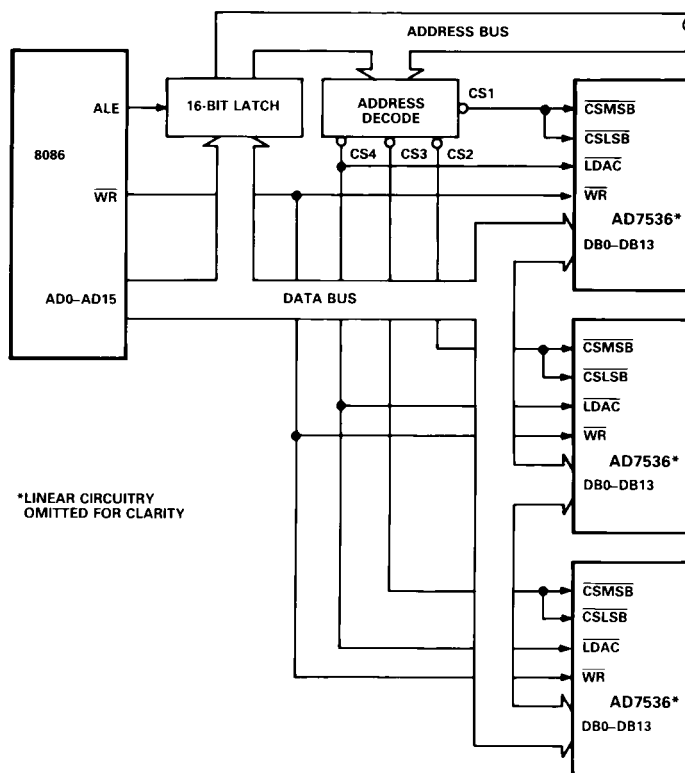 ADDRESS BUS
8086
ALE
WR
AD0–AD15
16-BIT LATCH
ADDRESS
DECODE
CS1
CS4
CS3
CS2
DATA BUS
CSMSB
CSLSB
LDAC
WR
AD7536*
DB0–DB13
CSMSB
CSLSB
LDAC
WR
AD7536*
DB0–DB13
CSMSB
CSLSB
LDAC
WR
AD7536*
DB0–DB13
*LINEAR CIRCUITRY
OMITTED FOR CLARITY